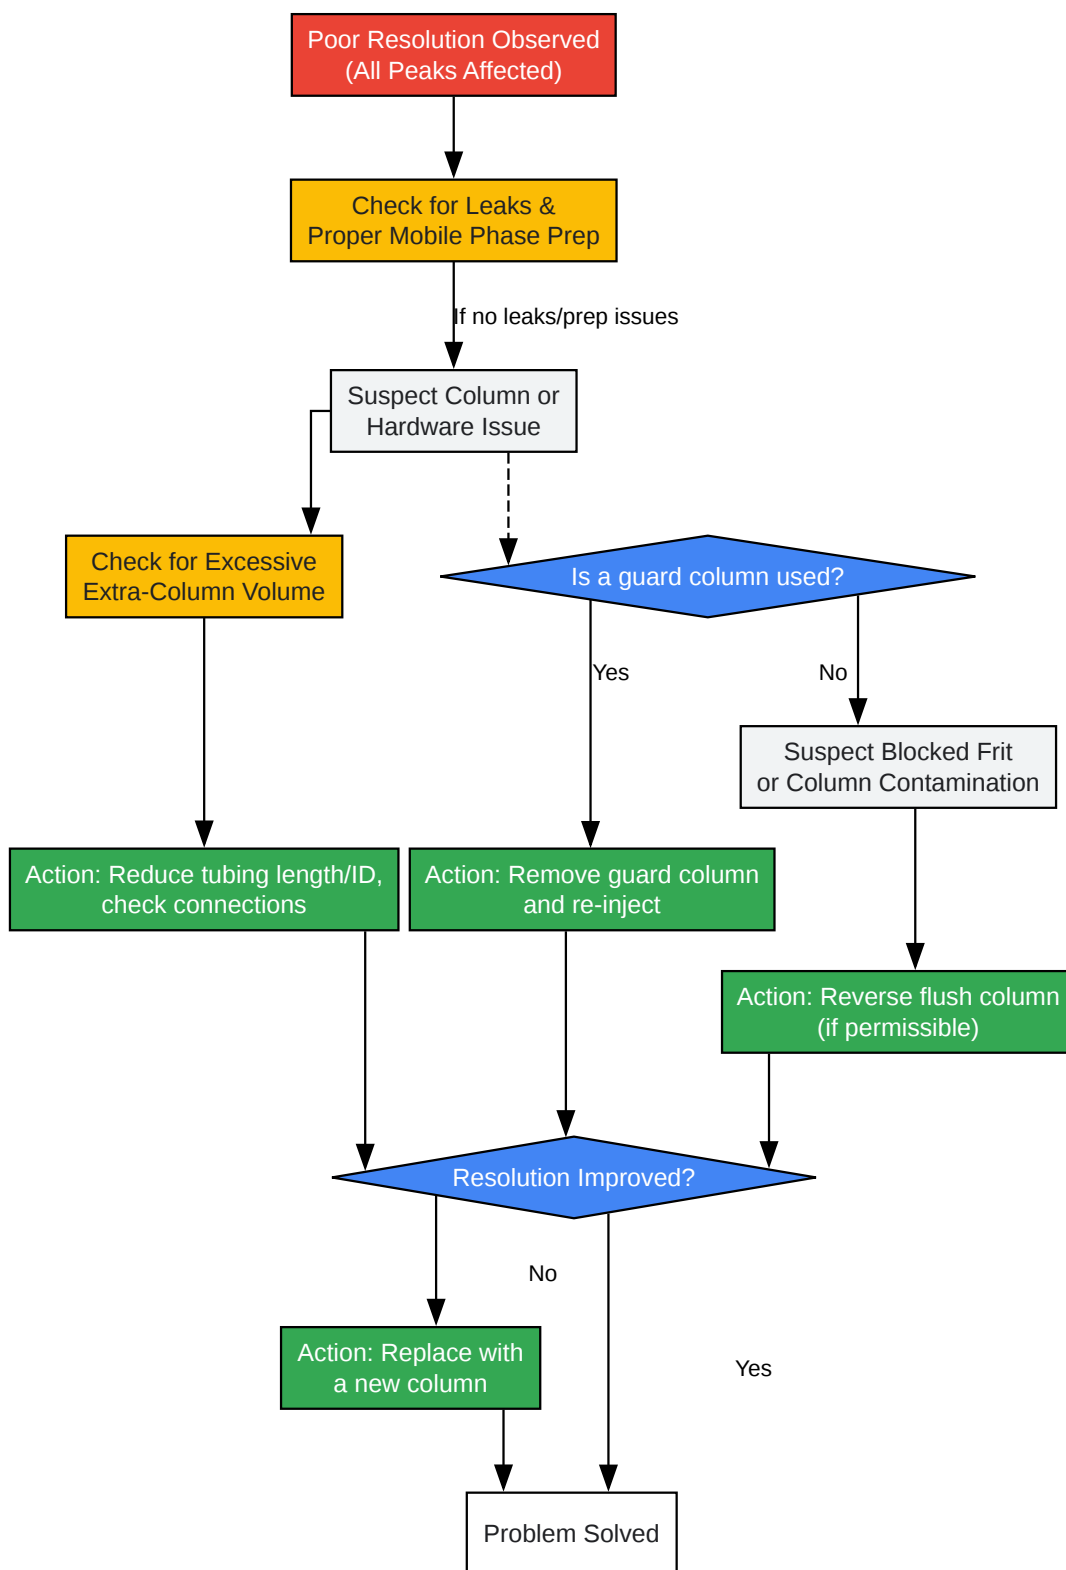 Poor Resolution Observed
(All Peaks Affected)
Check for Leaks &
Proper Mobile Phase Prep
If no leaks/prep issues
Suspect Column or
Hardware Issue
Check for Excessive
Extra-Column Volume
Is a guard column used?
Yes
No
Suspect Blocked Frit
or Column Contamination
Action: Reduce tubing length/ID,
check connections
Action: Remove guard column
and re-inject
Action: Reverse flush column
(if permissible)
Resolution Improved?
No
Action: Replace with
a new column
Yes
Problem Solved